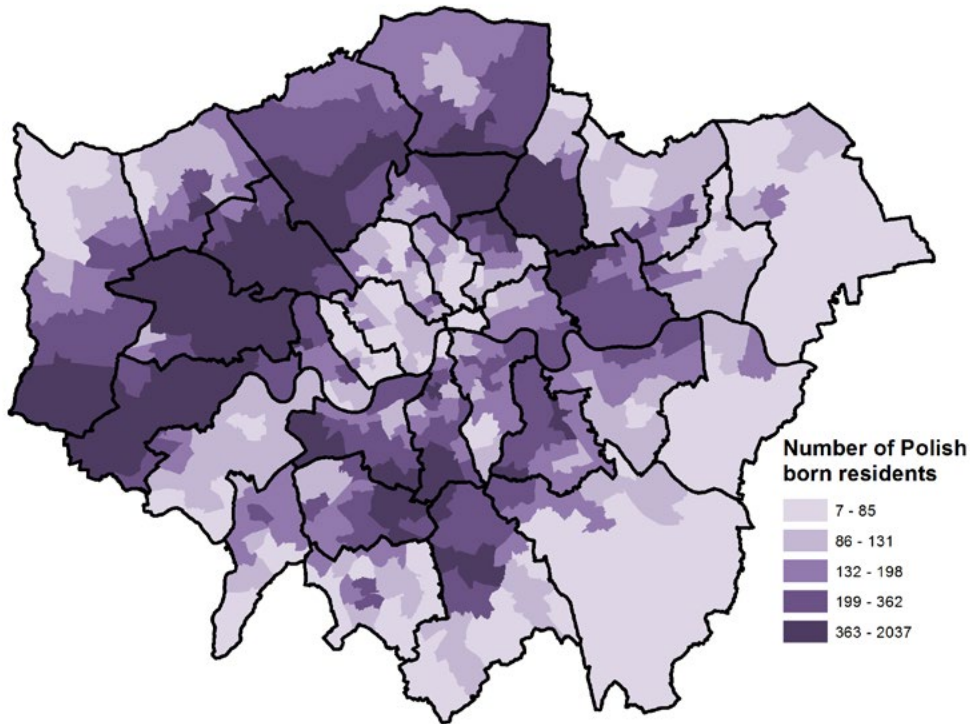 Number of Polish
born residents
7 - 85
86 - 131
132 - 198
199 - 362
363 - 2037